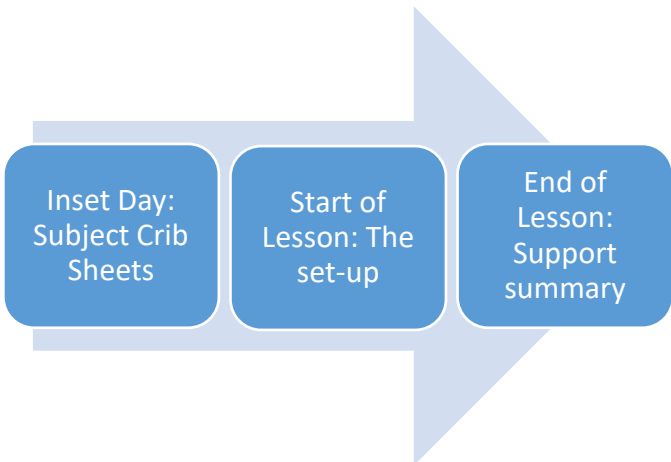 Inset Day:
Subject Crib
Sheets
Start of
Lesson: The
set-up
End of
Lesson:
Support
summary